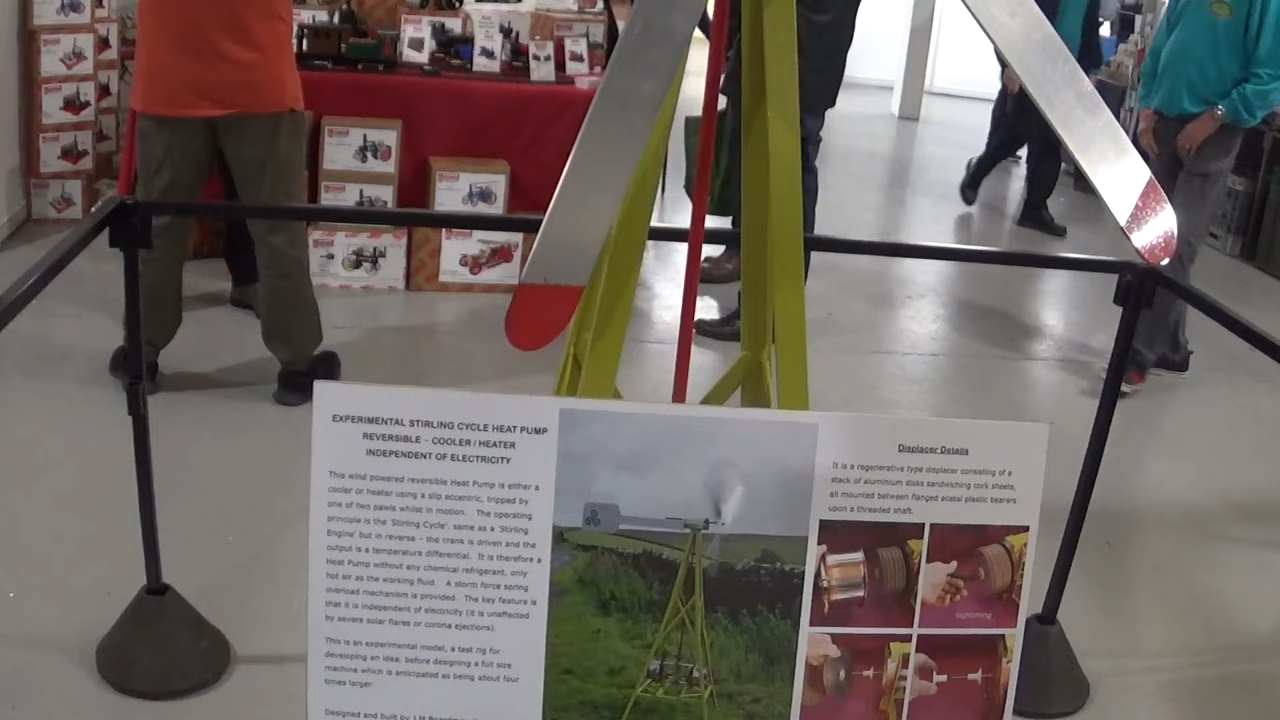 EXPERIMENTAL STIRLING CYCLE HEAT PUMP
REVERSIBLE – COOLER / HEATER
INDEPENDENT OF ELECTRICITY
This wind powered reversible Heat Pump is either a
cooler or heater using a slip eccentric, tripped by
one of two pawls whilst in motion. The operating
principle is the 'Stirling Cycle', same as a 'Stirling
Engine' but in reverse – the crank is driven and the
output is a temperature differential. It is therefore a
Heat Pump without any chemical refrigerant, only
hot air as the working fluid. A storm force spring
overload mechanism is provided. The key feature is
that it is independent of electricity (it is unaffected
by severe solar flares or corona ejections).
This is an experimental model, a test rig for
developing an idea, before designing a full size
machine which is anticipated as being about four
times larger.
Designed and built by J M
Displacer Details
It is a regenerative type displacer consisting of a
stack of aluminium disks sandwiching cork sheets,
all mounted between flanged acetal plastic bearers
upon a threaded shaft.
tightening